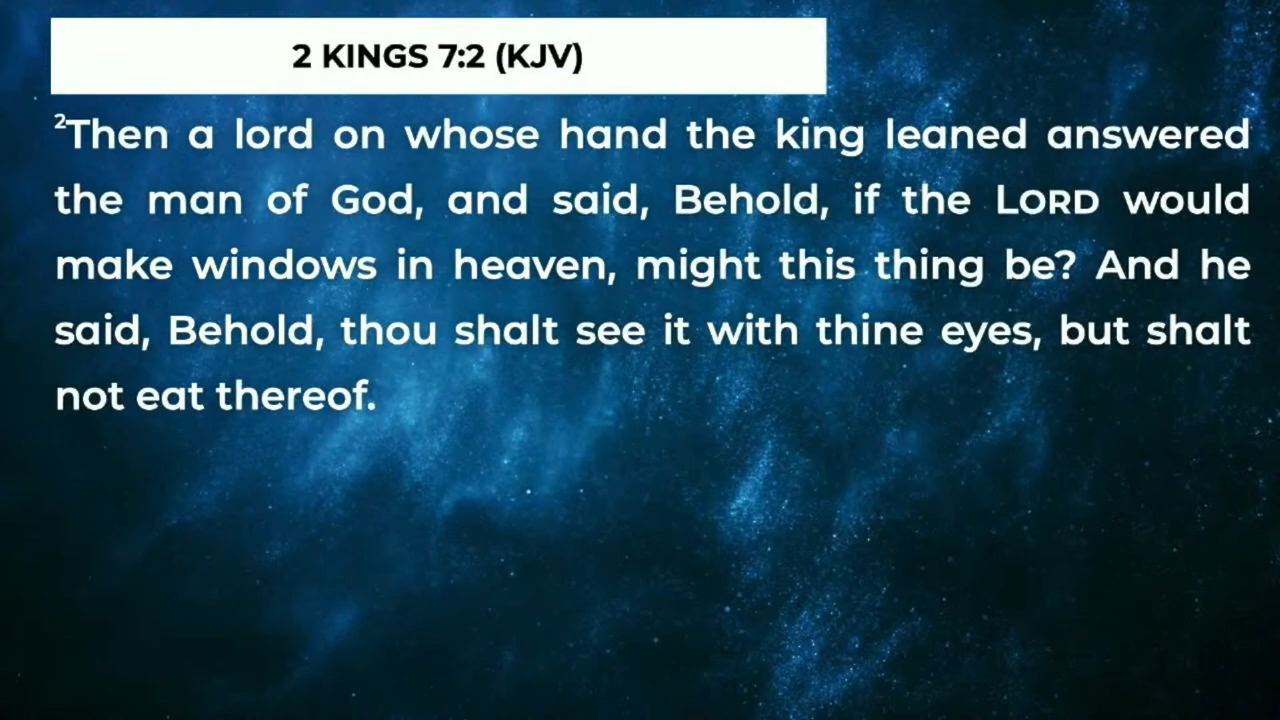 2 KINGS 7:2 (KJV)
²Then a lord on whose hand the king leaned answered
the man of God, and said, Behold, if the LORD would
make windows in heaven, might this thing be? And he
said, Behold, thou shalt see it with thine eyes, but shalt
not eat thereof.